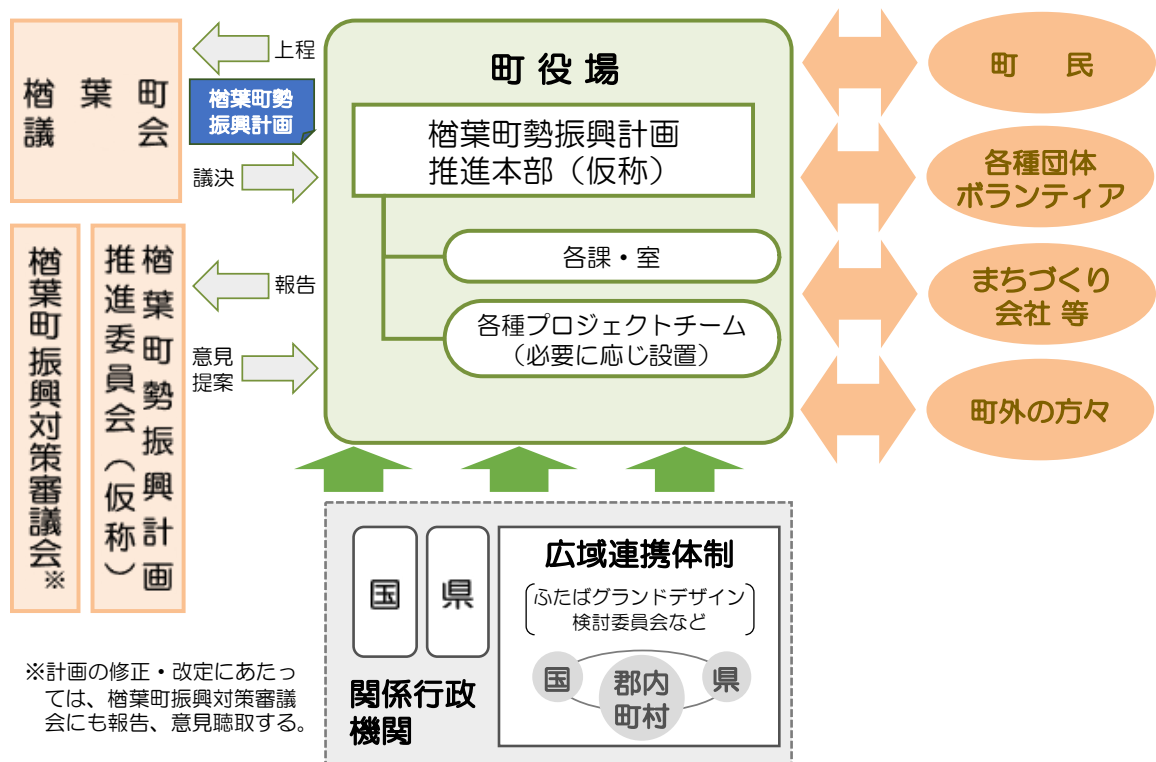 楢葉町
議会
上程
楢葉町勢
振興計画
議決
町役場
楢葉町勢振興計画
推進本部（仮称）
各課・室
各種プロジェクトチーム
（必要に応じ設置）
楢葉町勢振興計画
推進委員会（仮称）
楢葉町振興対策審議会※
報告
意見
提案
町　民
各種団体
ボランティア
まちづくり
会社 等
町外の方々
国
県
関係行政
機関
広域連携体制
ふたばグランドデザイン
検討委員会など
国
郡内
町村
県
※計画の修正・改定にあたっ
ては、楢葉町振興対策審議
会にも報告、意見聴取する。